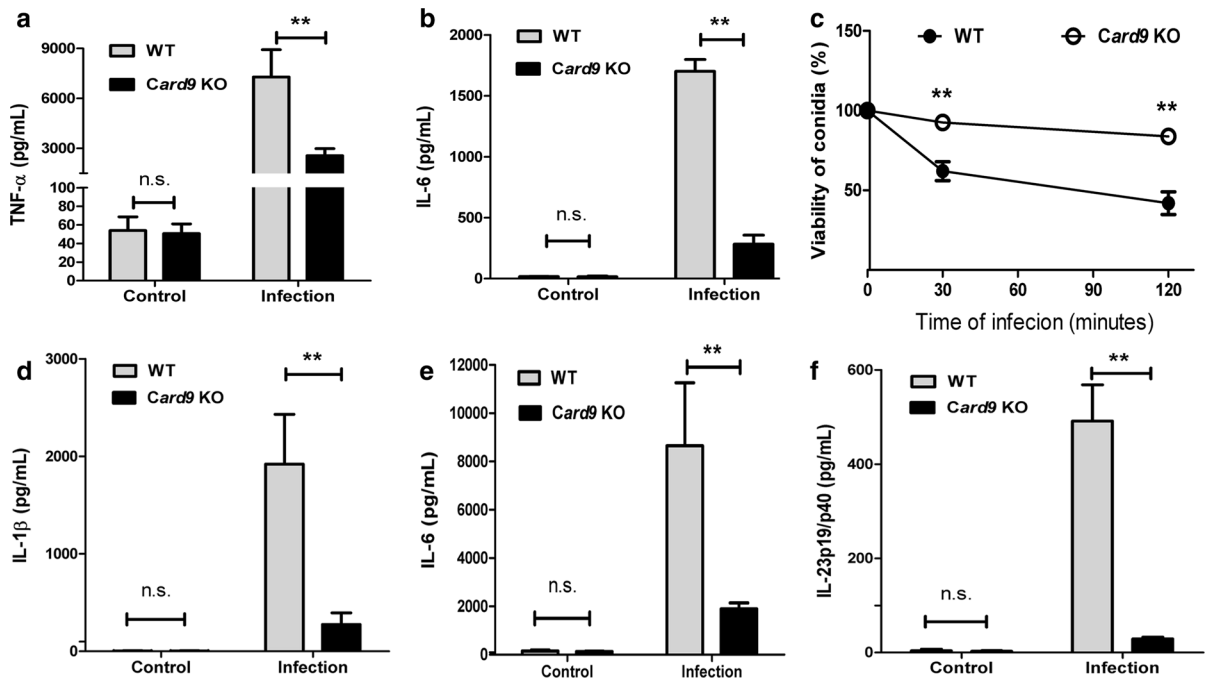 a
**
9000
WT
Card9 KO
6000
3000
TNF-α (pg/mL)
n.s.
100
80
60
40
20
0
Control
Infection
b
**
2000
WT
Card9 KO
1500
1000
IL-6 (pg/mL)
500
n.s.
0
Control
Infection
c
150
WT
Card9 KO
**
**
100
50
Viability of conidia (%)
0
30
60
90
120
Time of infecion (minutes)
d
3000
WT
Card9 KO
**
2000
IL-1β (pg/mL)
1000
n.s.
0
Control
Infection
e
12000
WT
Card9 KO
**
10000
8000
6000
IL-6 (pg/mL)
4000
n.s.
2000
0
Control
Infection
f
**
600
WT
Card9 KO
400
IL-23p19/p40 (pg/mL)
200
n.s.
0
Control
Infection